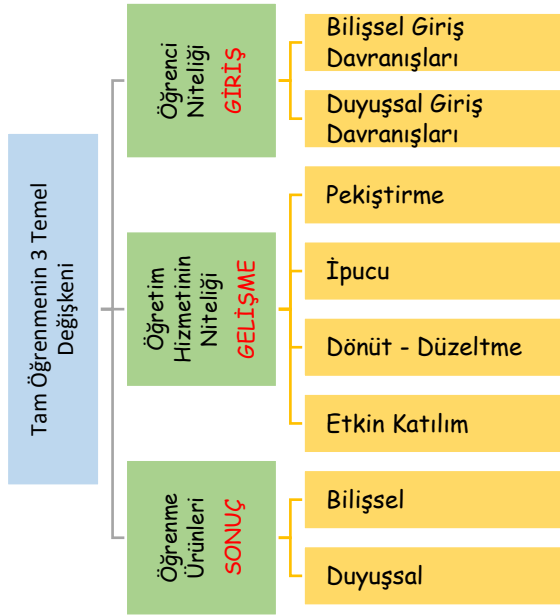 Tam Öğrenmenin 3 Temel
Değişkeni
Öğrenci
Niteliği
GİRİŞ
Bilişsel Giriş
Davranışları
Duyuşsal Giriş
Davranışları
Öğretim
Hizmetinin
Niteliği
GELİŞME
Pekiştirme
İpucu
Dönüt - Düzeltme
Etkin Katılım
Öğrenme
Ürünleri
SONUÇ
Bilişsel
Duyuşsal